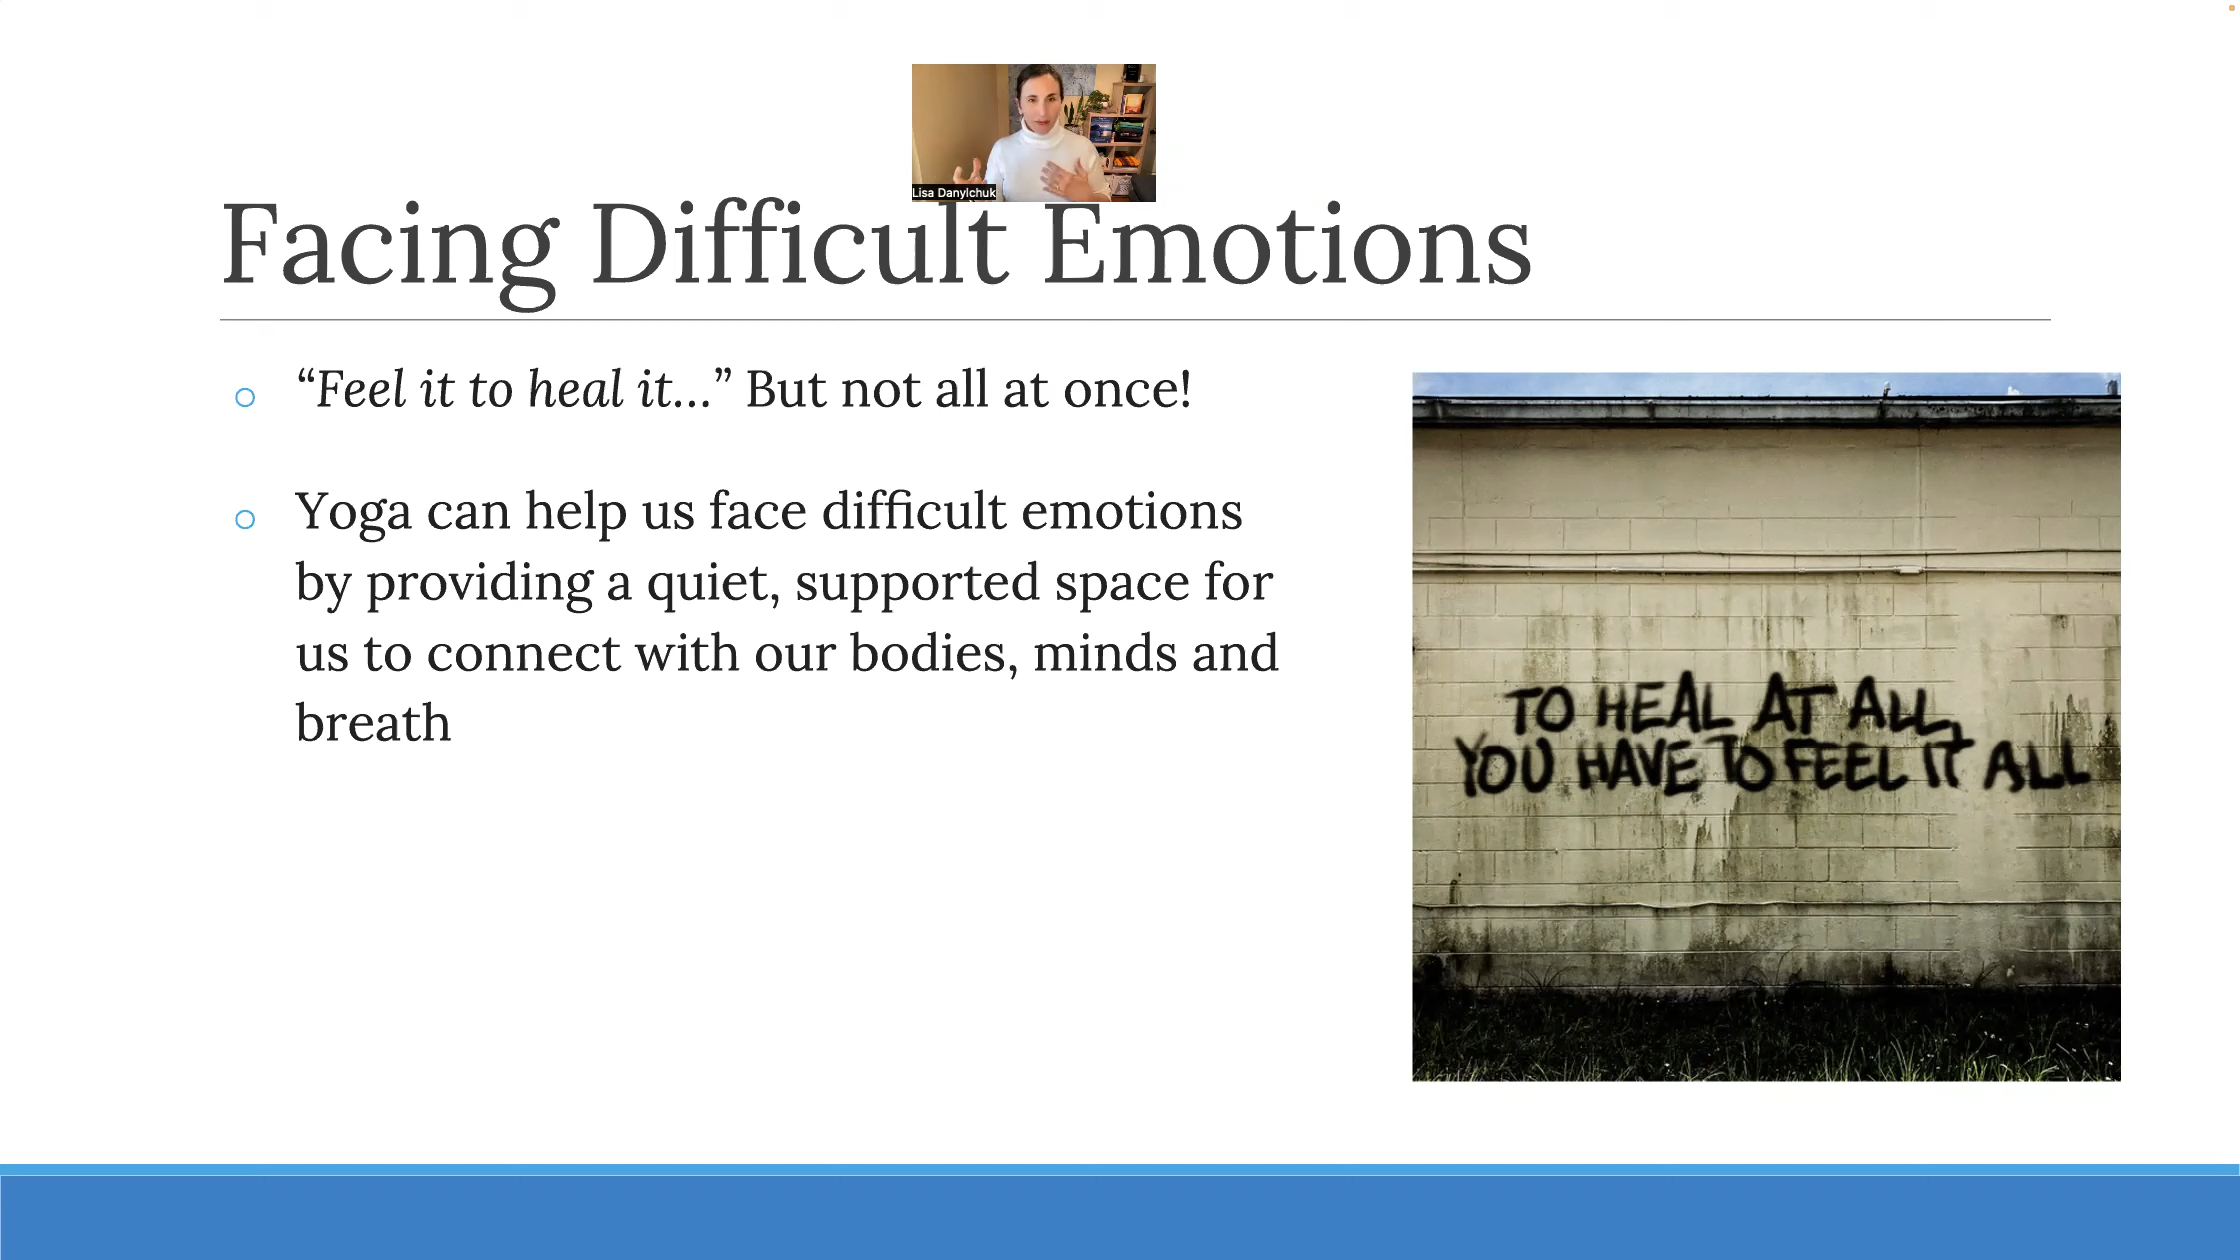 Lisa Danylchuk
Facing Difficult Emotions
“Feel it to heal it…” But not all at once!
Yoga can help us face difficult emotions
by providing a quiet, supported space for
us to connect with our bodies, minds and
breath
TO HEAL AT ALL,
YOU HAVE TO FEEL IT ALL